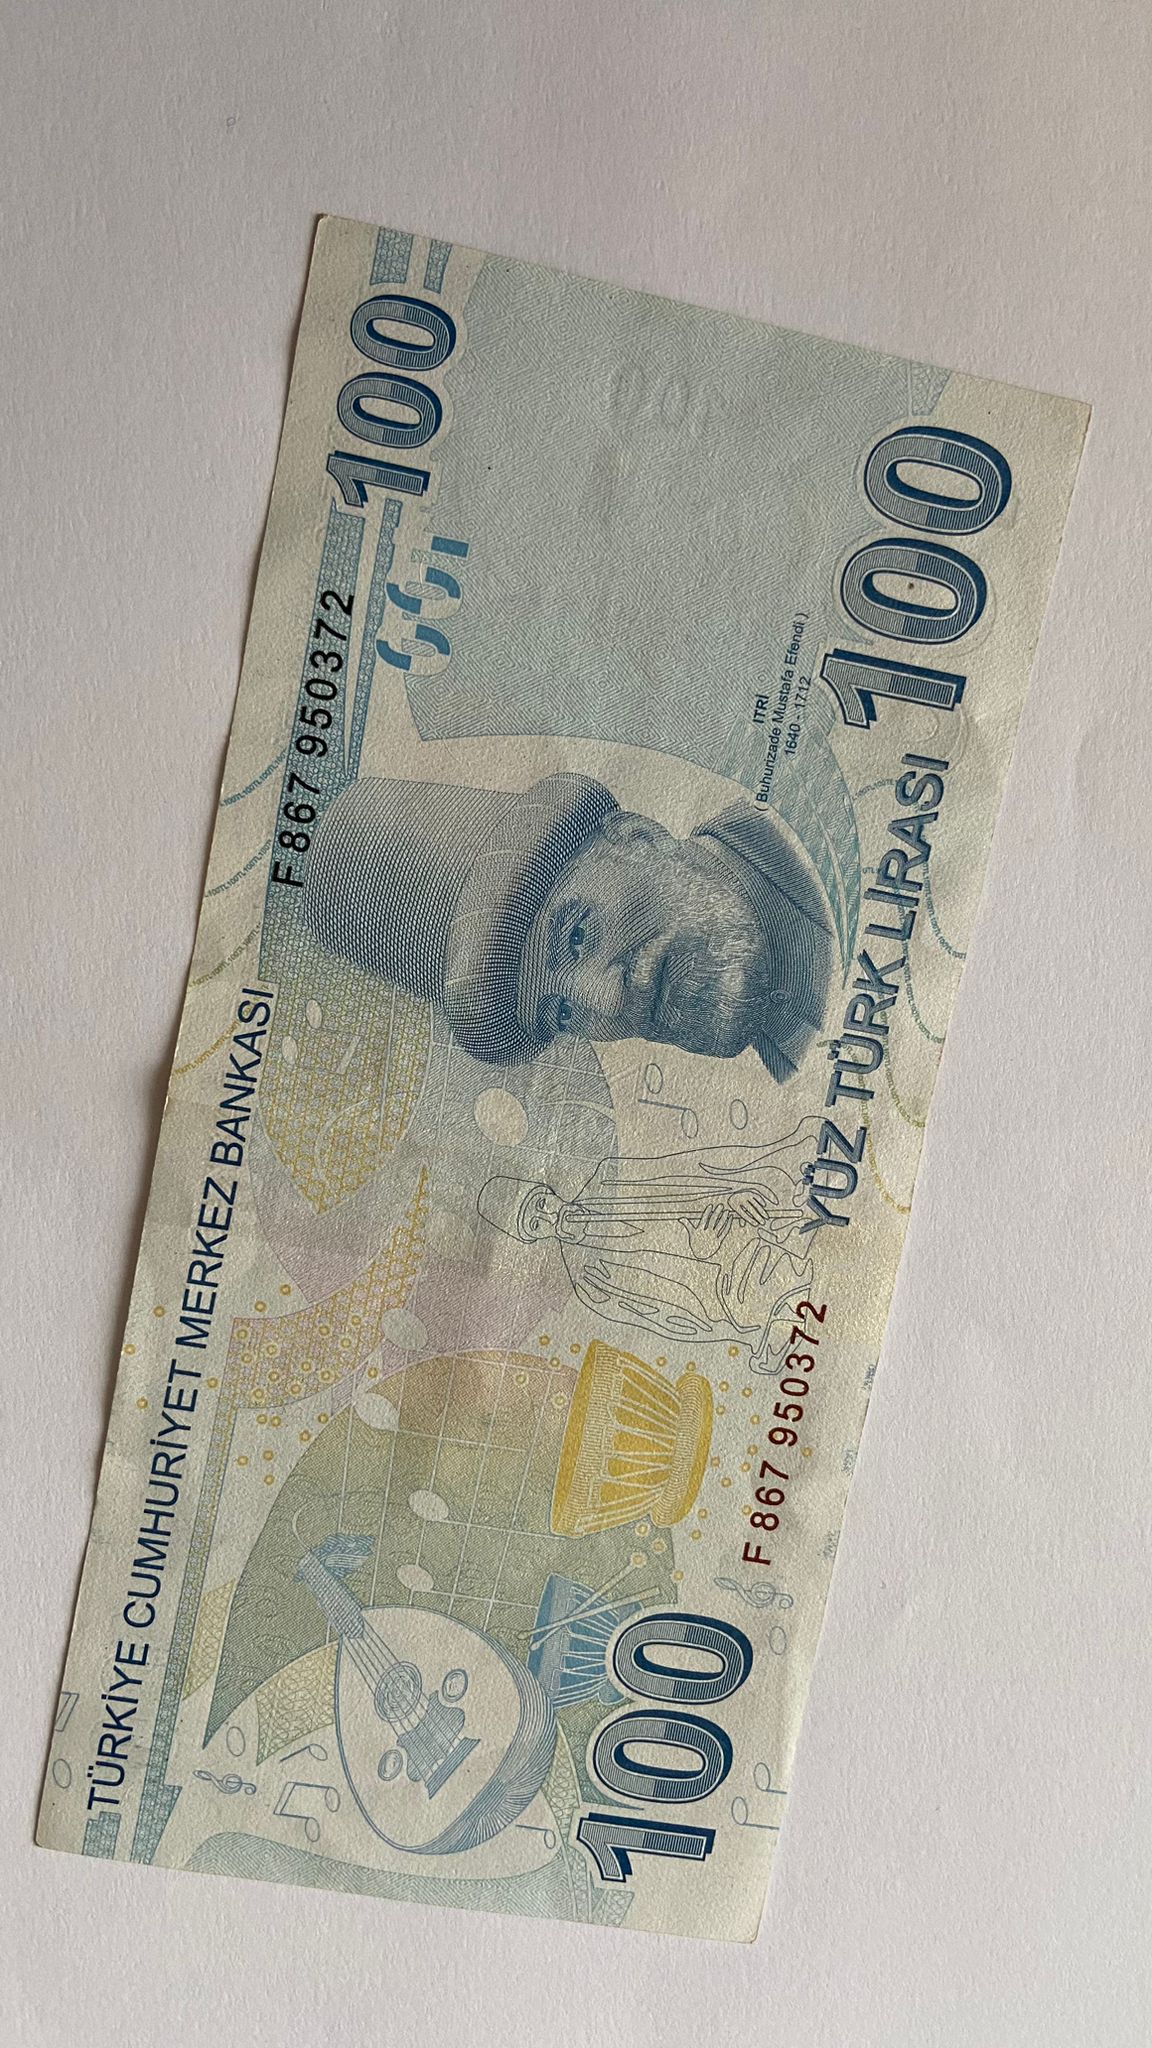 TÜRKİYE CUMHURİYET MERKEZ BANKASI
F 867 950372
100
İTRİ
( Buhurizade Mustafa Efendi )
1640 - 1712
100
F 867 950372
YÜZ TÜRK LİRASI
100